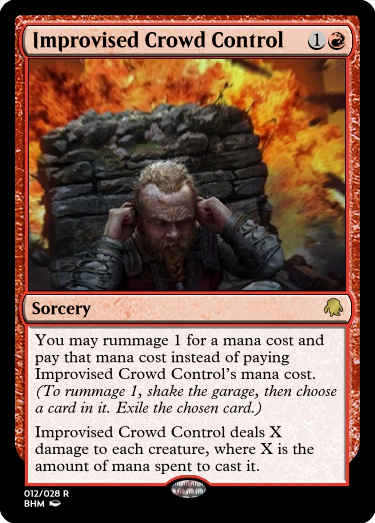 Improvised Crowd Control 1
Sorcery
You may rummage 1 for a mana cost and
pay that mana cost instead of paying
Improvised Crowd Control's mana cost.
(To rummage 1, shake the garage, then choose
a card in it. Exile the chosen card.)
Improvised Crowd Control deals X
damage to each creature, where X is the
amount of mana spent to cast it.
012/028 R
BHM